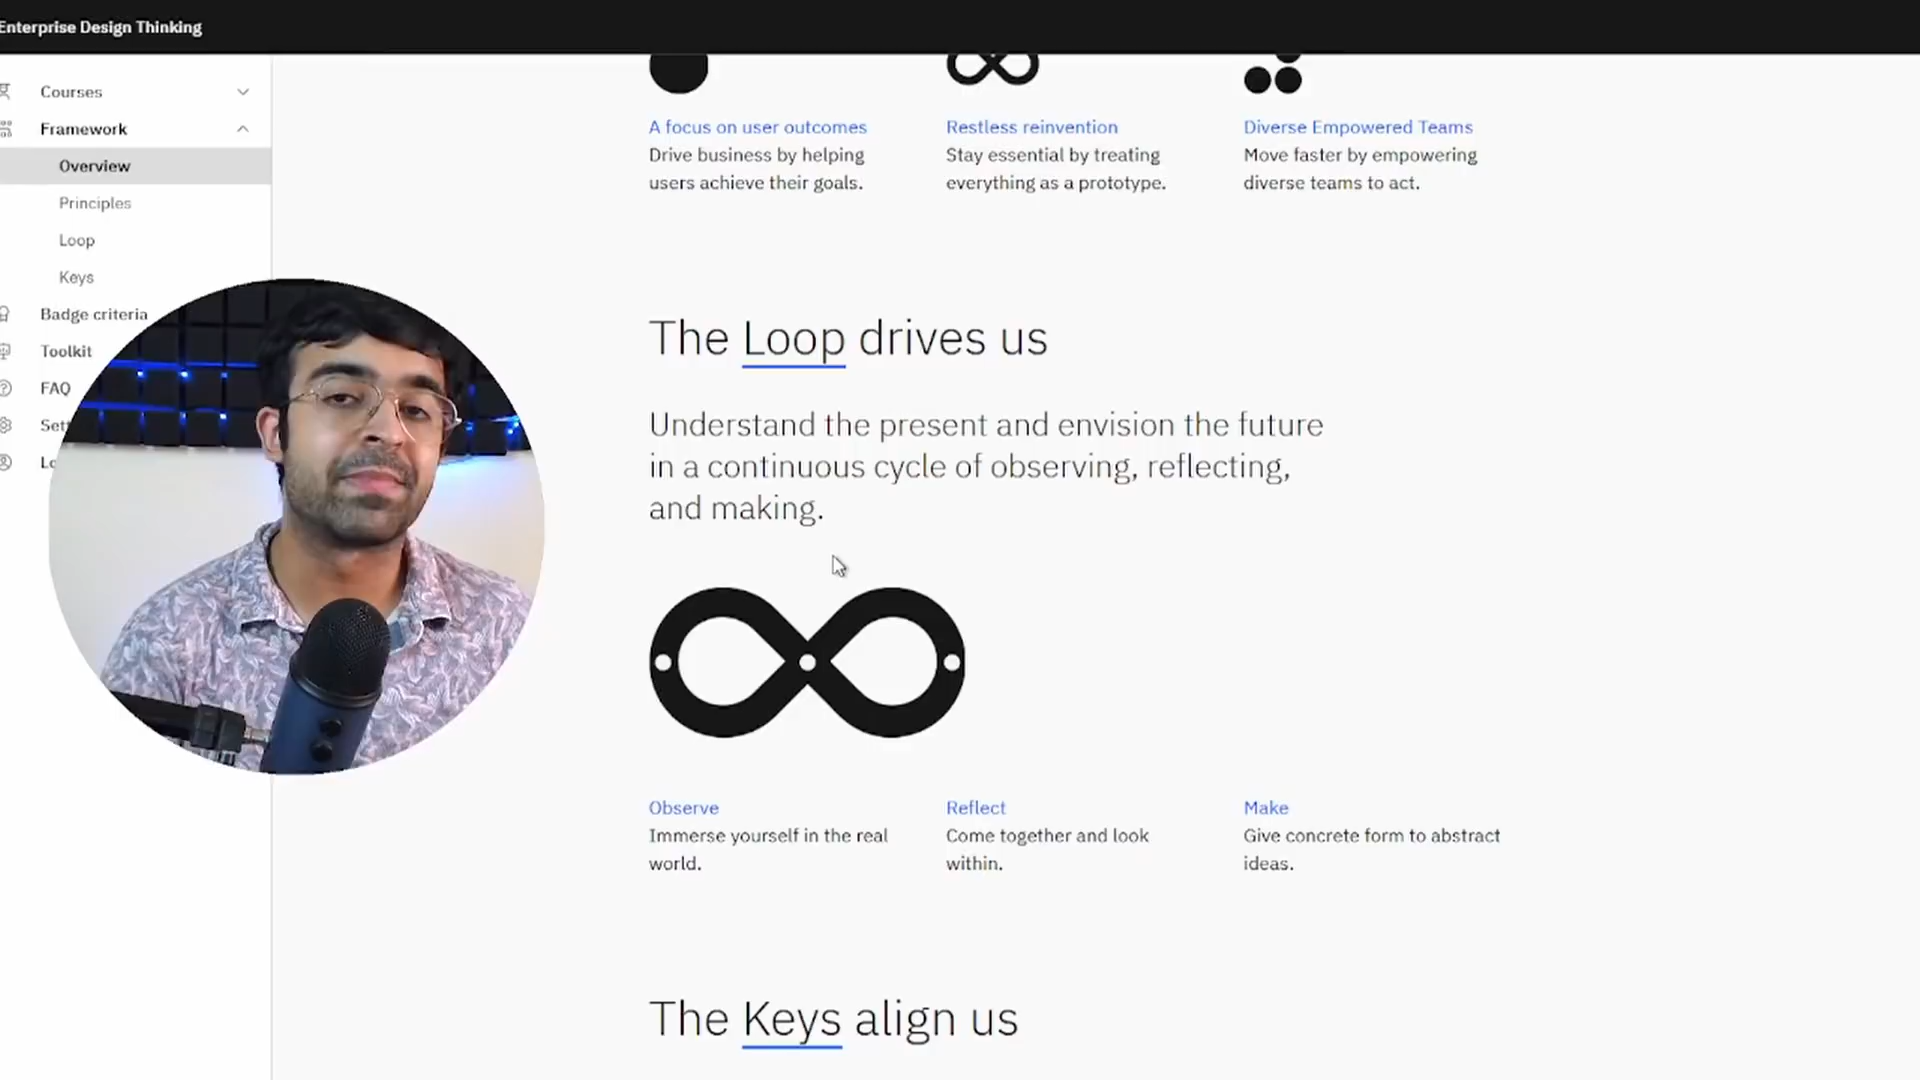 Enterprise Design Thinking
Courses
Framework
Overview
Principles
Loop
Keys
Badge criteria
Toolkit
FAQ
A focus on user outcomes
Drive business by helping
users achieve their goals.
Restless reinvention
Stay essential by treating
everything as a prototype.
Diverse Empowered Teams
Move faster by empowering
diverse teams to act.
The Loop drives us
Understand the present and envision the future
in a continuous cycle of observing, reflecting,
and making.
Observe
Immerse yourself in the real
world.
Reflect
Come together and look
within.
Make
Give concrete form to abstract
ideas.
The Keys align us